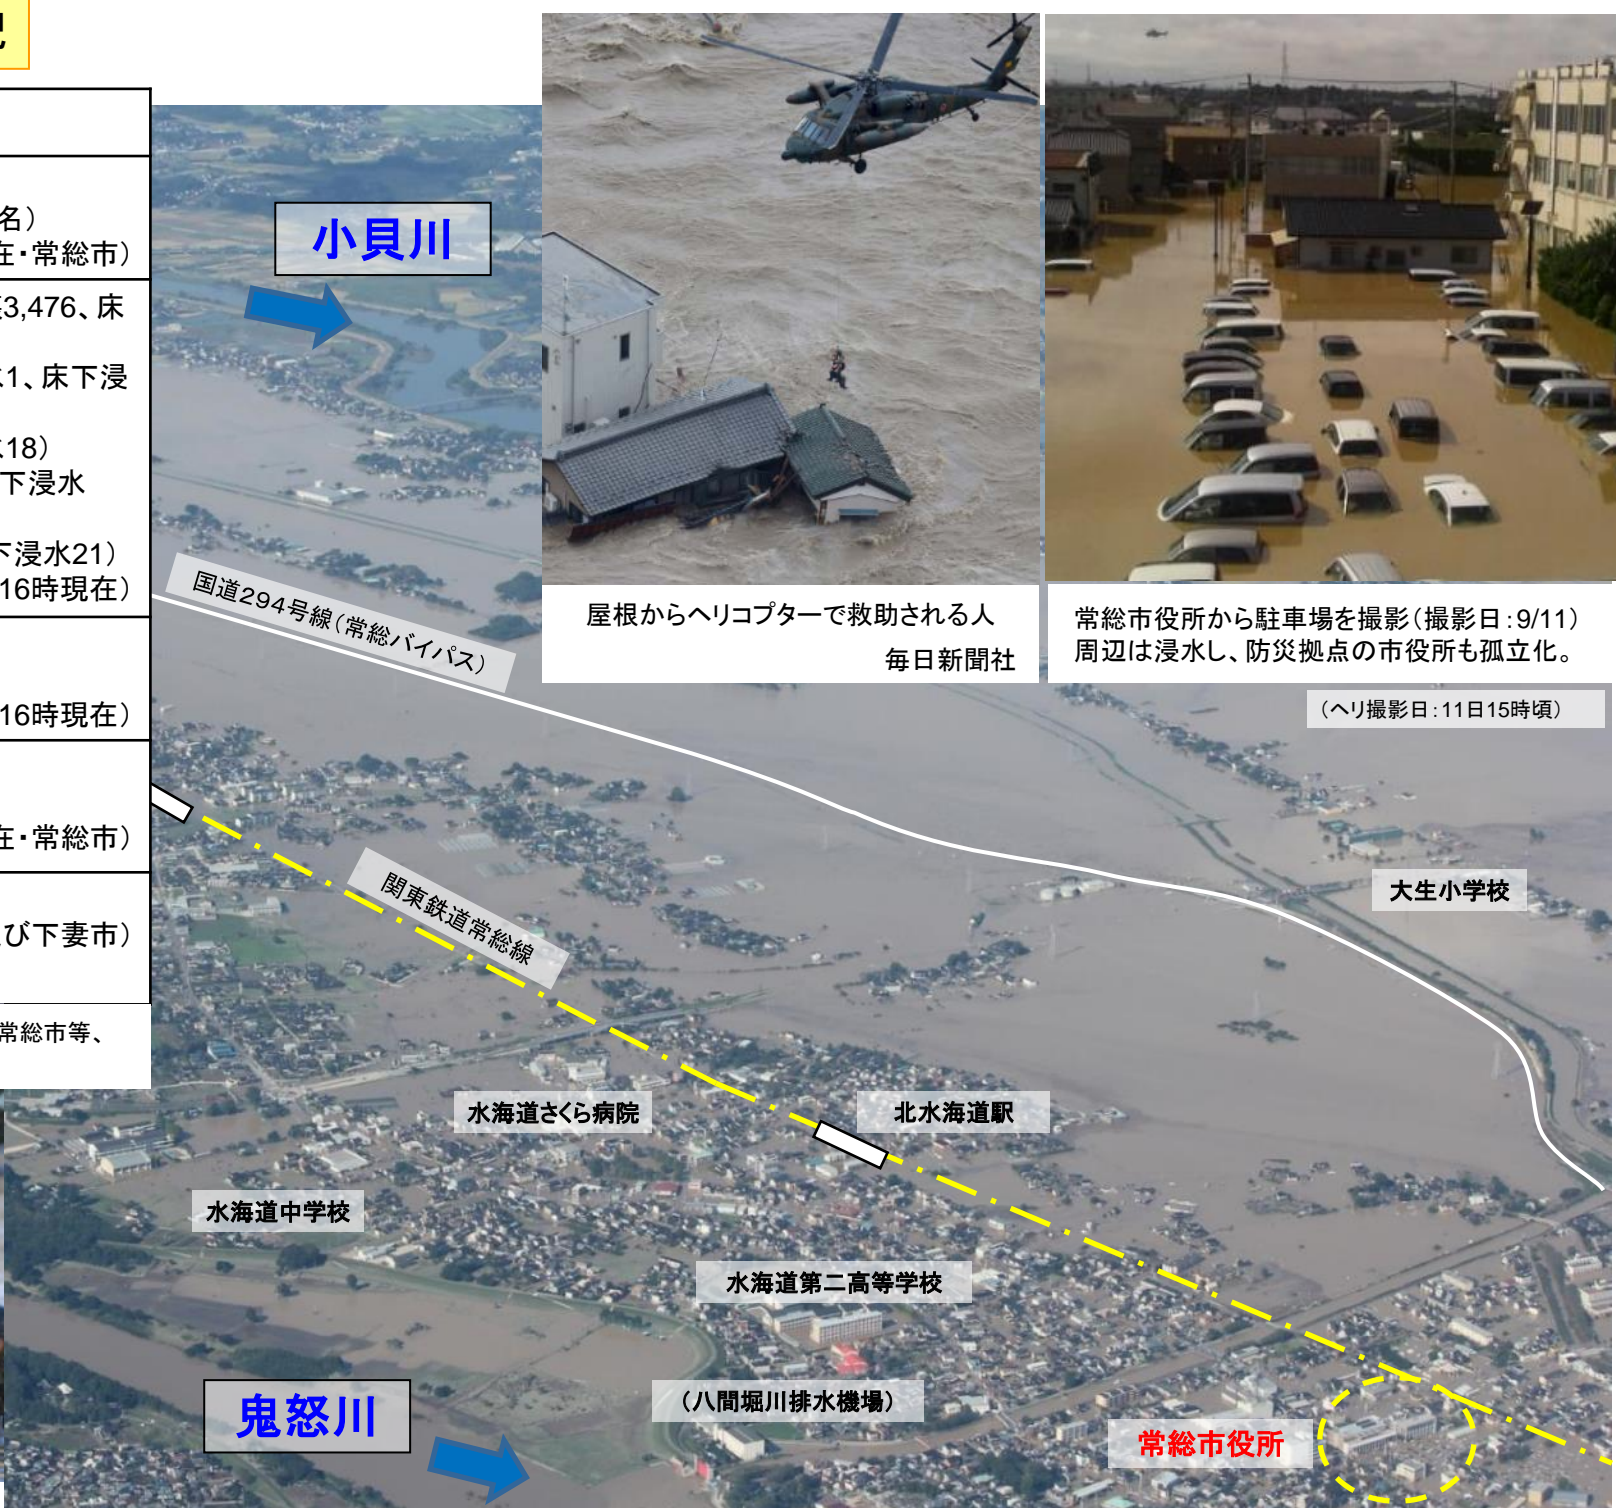 況
名）
在・常総市）
3,476、床
1、床下浸
18）
下浸水
下浸水21）
16時現在）
16時現在）
在・常総市）
び下妻市）
常総市等、
小貝川
国道294号線（常総バイパス）
屋根からヘリコプターで救助される人
毎日新聞社
常総市役所から駐車場を撮影（撮影日：9/11）
周辺は浸水し、防災拠点の市役所も孤立化。
（ヘリ撮影日：11日15時頃）
関東鉄道常総線
大生小学校
水海道さくら病院
北水海道駅
水海道中学校
水海道第二高等学校
鬼怒川
（八間堀川排水機場）
常総市役所